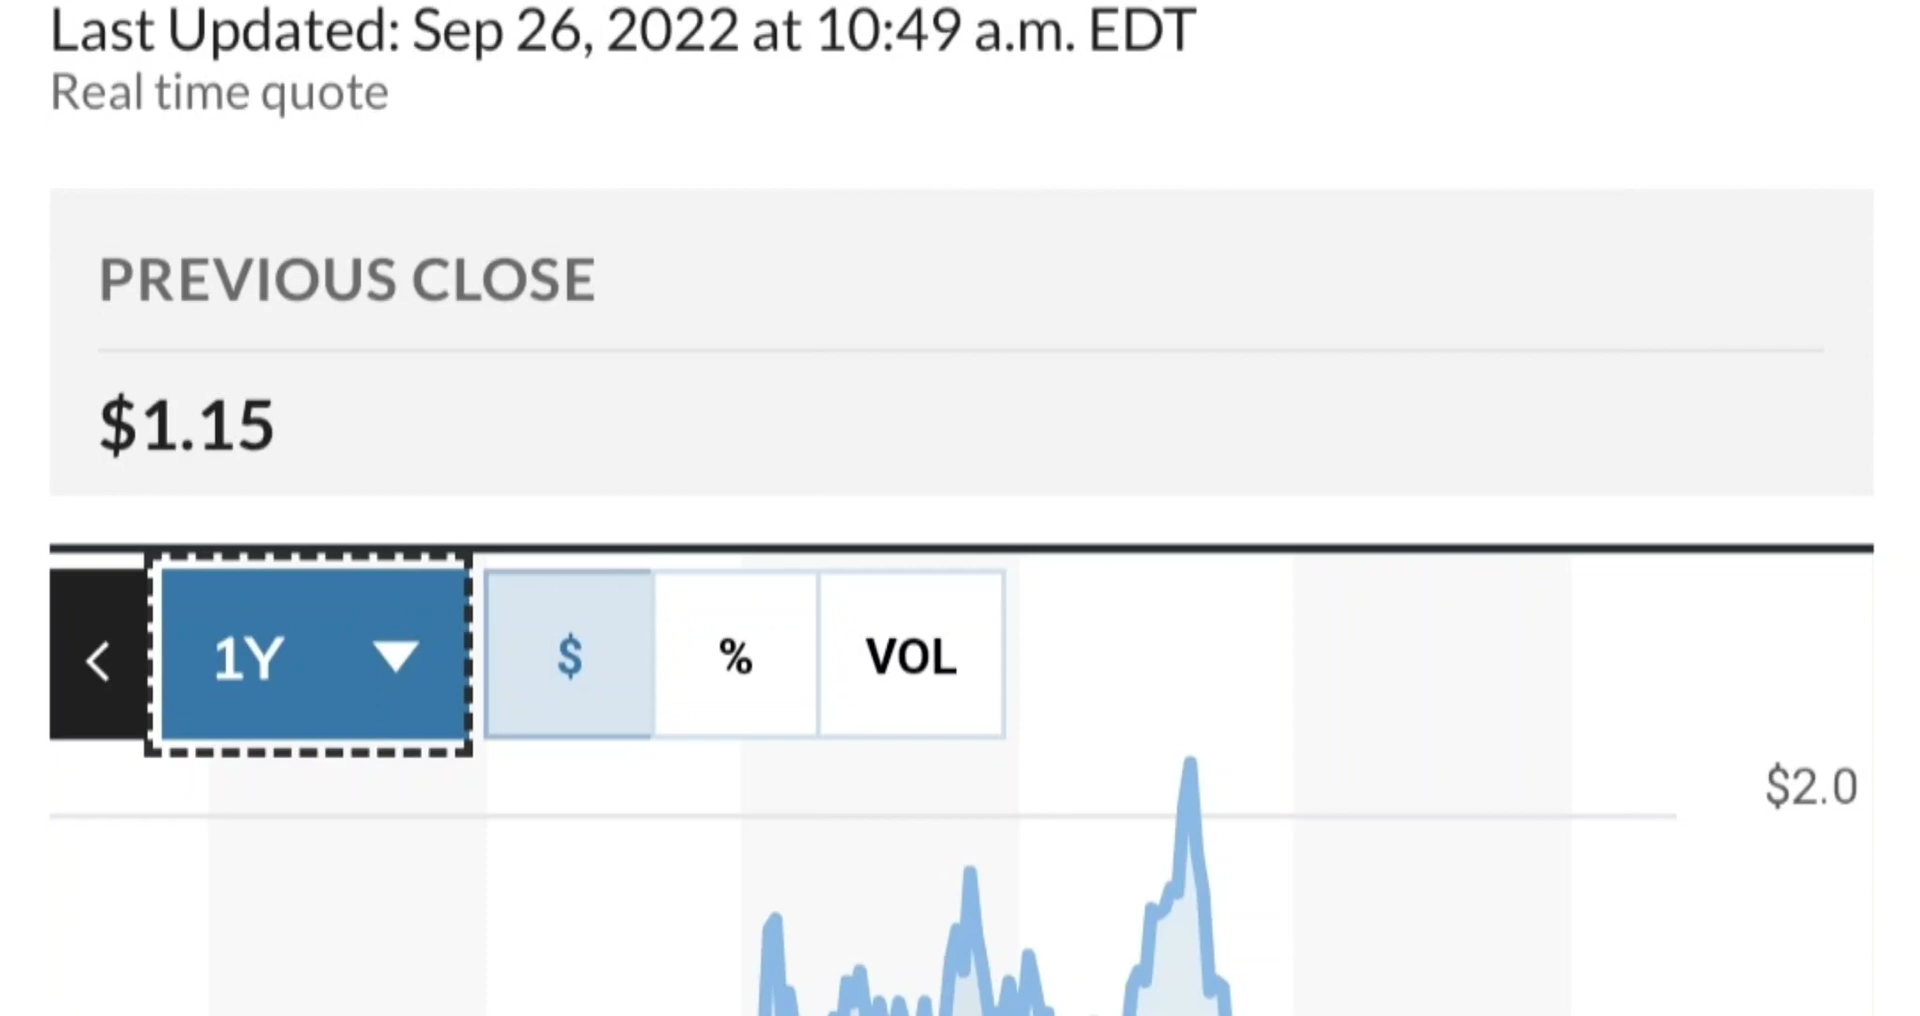 Last Updated: Sep 26, 2022 at 10:49 a.m. EDT
Real time quote
PREVIOUS CLOSE
$1.15
1Y $ % VOL
$2.0